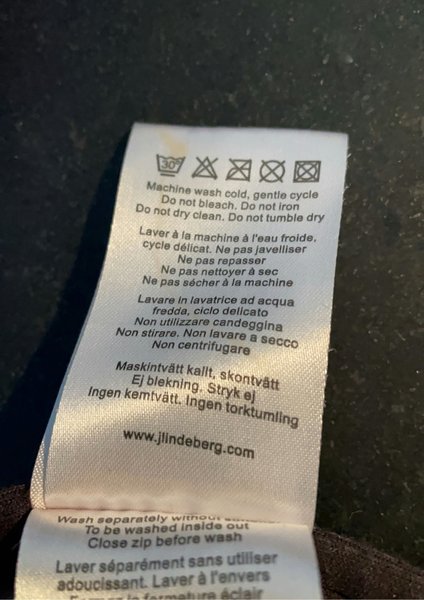 30°
Machine wash cold, gentle cycle
Do not bleach. Do not iron
Do not dry clean. Do not tumble dry
Laver à la machine à l'eau froide,
cycle délicat. Ne pas javelliser
Ne pas repasser
Ne pas nettoyer à sec
Ne pas sécher à la machine
Lavare in lavatrice ad acqua
fredda, ciclo delicato
Non utilizzare candeggina
Non stirare. Non lavare a secco
Non centrifugare
Maskintvätt kallt, skontvätt
Ej blekning. Stryk ej
Ingen kemtvätt. Ingen torktumling
www.jlindeberg.com
Wash separately without
To be washed inside out
Close zip before wash
Laver séparément sans utiliser
adoucissant. Laver à l'envers
Fermer la fermeture éclair